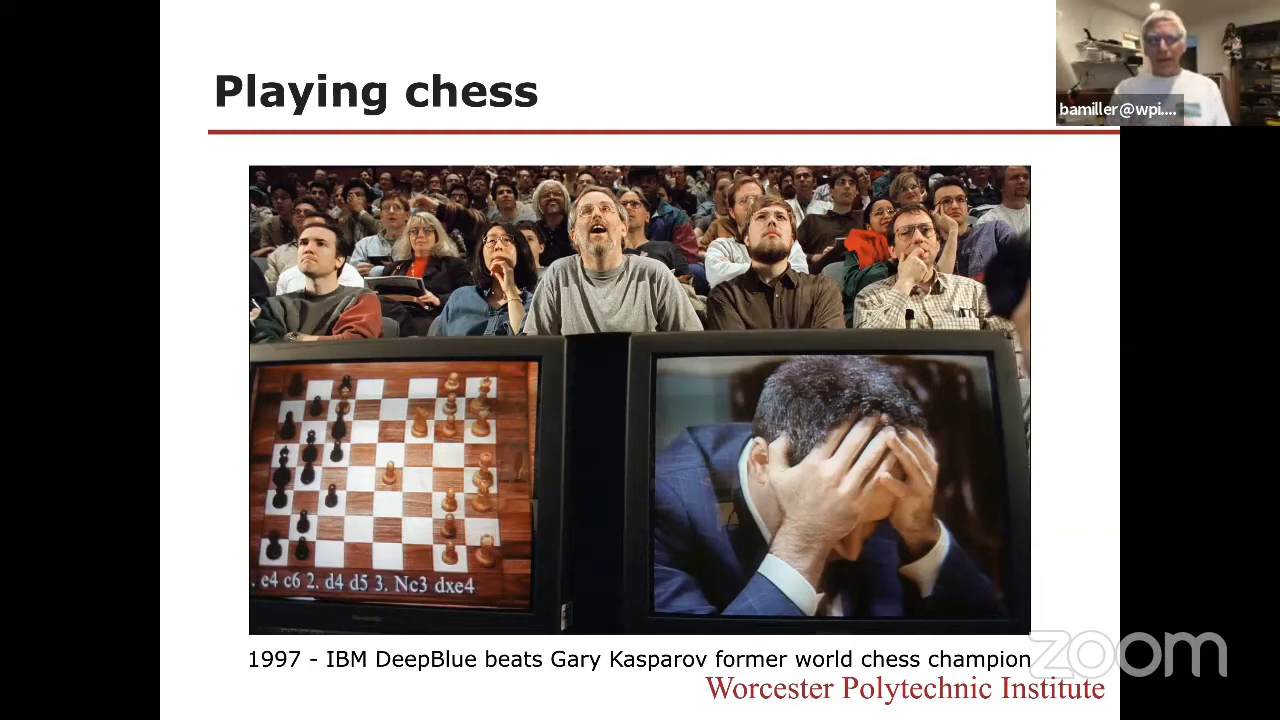 Playing chess
bamiller@wpi....
. e4 c6 2. d4 d5 3. Nc3 dxe4
1997 - IBM DeepBlue beats Gary Kasparov former world chess champion
zoom
Worcester Polytechnic Institute